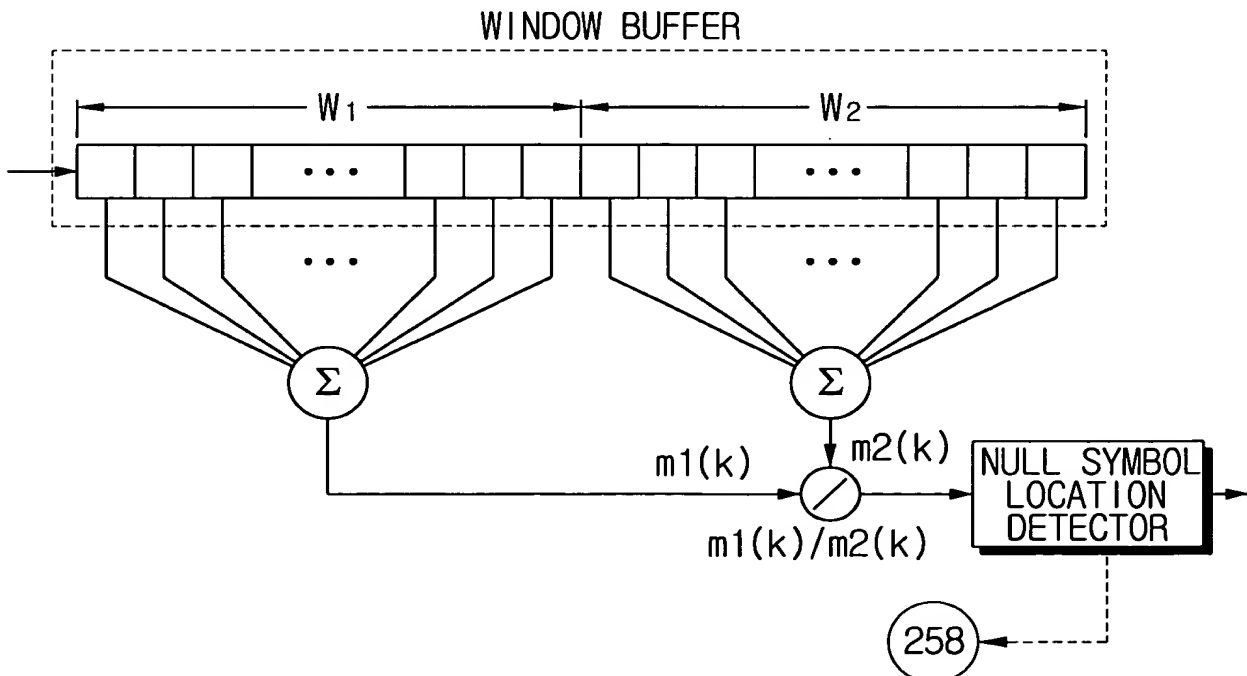 WINDOW BUFFER
W1
W2
...
...
...
...
Σ
Σ
m1(k)
m2(k)
m1(k)/m2(k)
NULL SYMBOL
LOCATION
DETECTOR
258